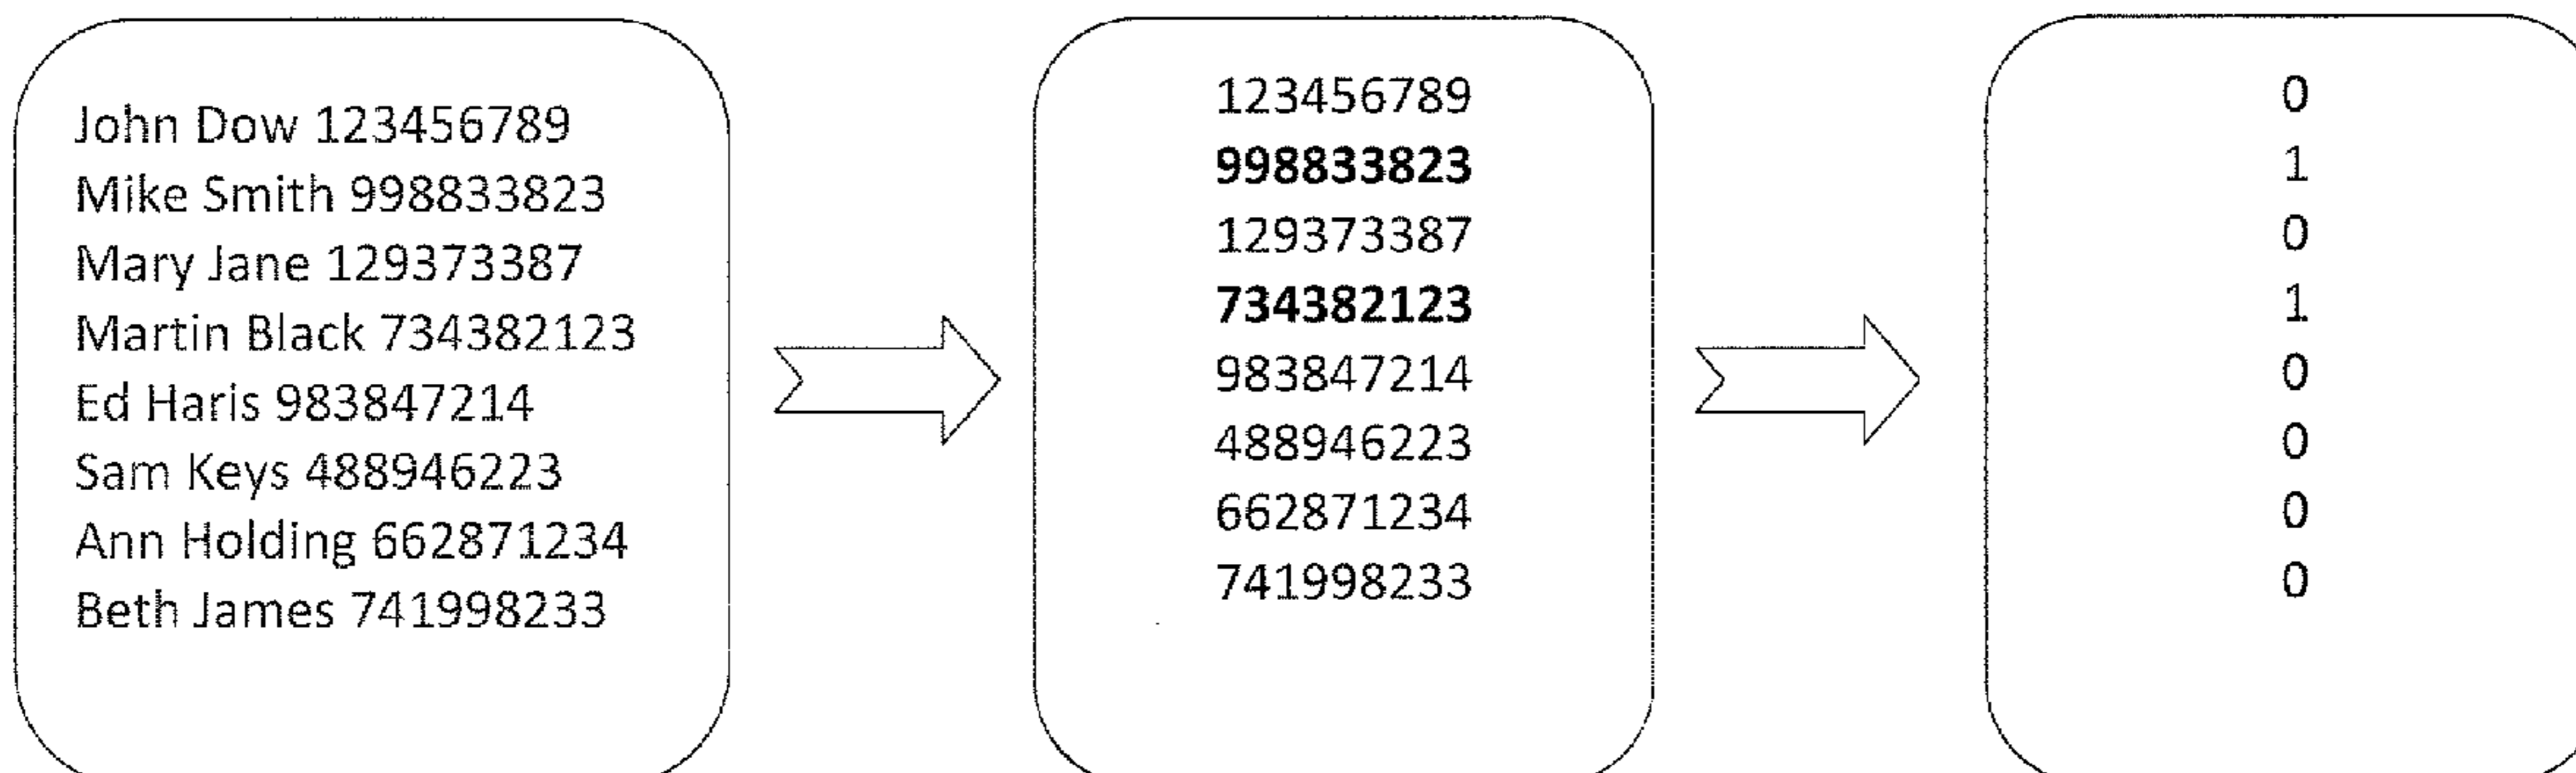 John Dow 123456789
Mike Smith 998833823
Mary Jane 129373387
Martin Black 734382123
Ed Haris 983847214
Sam Keys 488946223
Ann Holding 662871234
Beth James 741998233
123456789
998833823
129373387
734382123
983847214
488946223
662871234
741998233
0
1
0
1
0
0
0
0